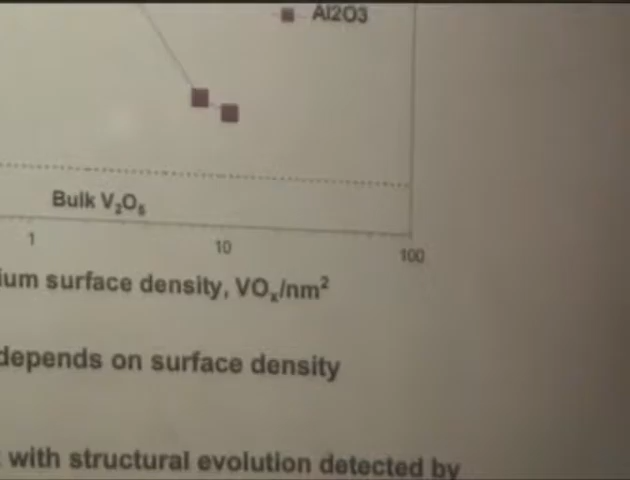 Al2O3
Bulk V₂O₅
1 10 100
ium surface density, VOₓ/nm²
depends on surface density
with structural evolution detected by